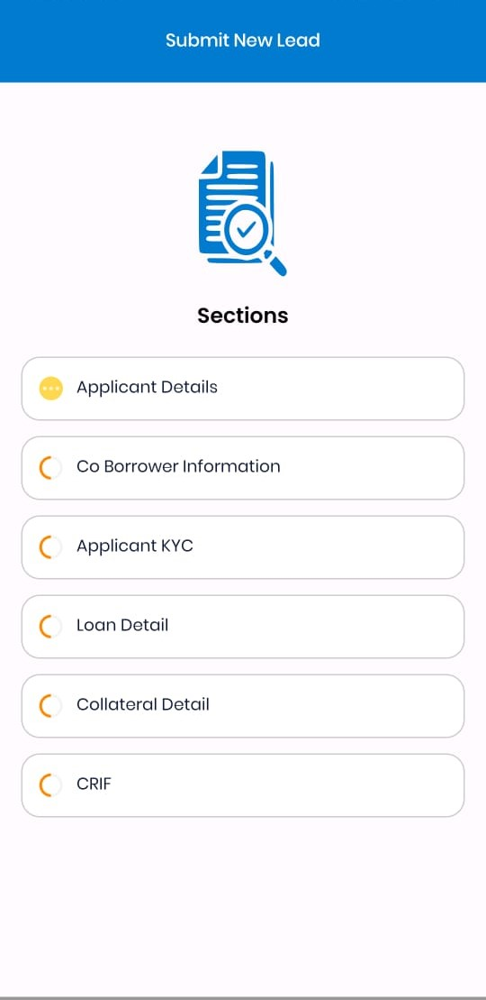 Submit New Lead
Sections
Applicant Details
Co Borrower Information
Applicant KYC
Loan Detail
Collateral Detail
CRIF